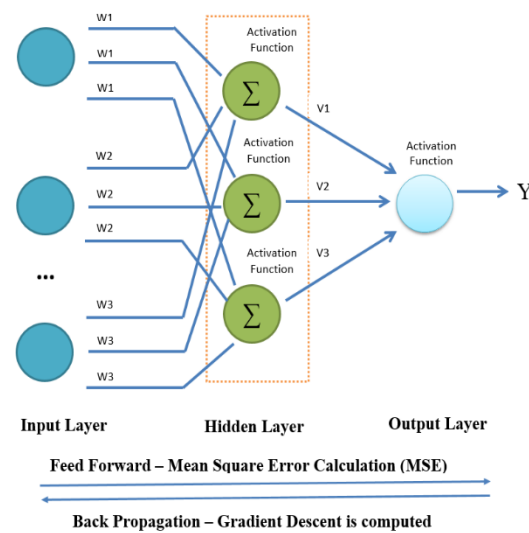 W1
Activation
Function
W1
Σ
W1
V1
Activation
Function
Activation
Function
W2
W2
Σ
V2
Y
W2
Activation
Function
V3
...
W3
Σ
W3
W3
Input Layer
Hidden Layer
Output Layer
Feed Forward – Mean Square Error Calculation (MSE)
Back Propagation – Gradient Descent is computed